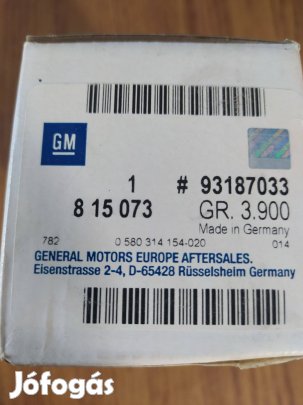 GM
1 # 93187033
8 15 073 GR. 3.900
Made in Germany
782 0 580 314 154-020 014
GENERAL MOTORS EUROPE AFTERSALES.
Eisenstrasse 2-4, D-65428 Rüsselsheim Germany
Jófogás